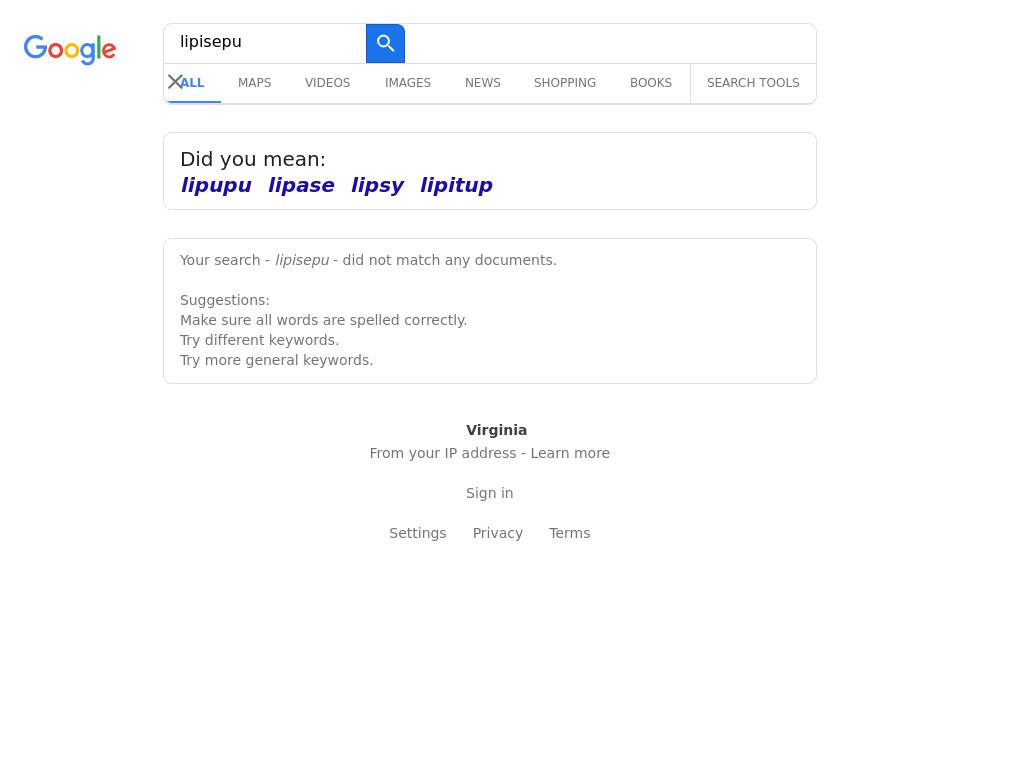 Google
lipisepu
ALL MAPS VIDEOS IMAGES NEWS SHOPPING BOOKS SEARCH TOOLS
Did you mean:
lipupu lipase lipsy lipitup
Your search - lipisepu - did not match any documents.
Suggestions:
Make sure all words are spelled correctly.
Try different keywords.
Try more general keywords.
Virginia
From your IP address - Learn more
Sign in
Settings Privacy Terms